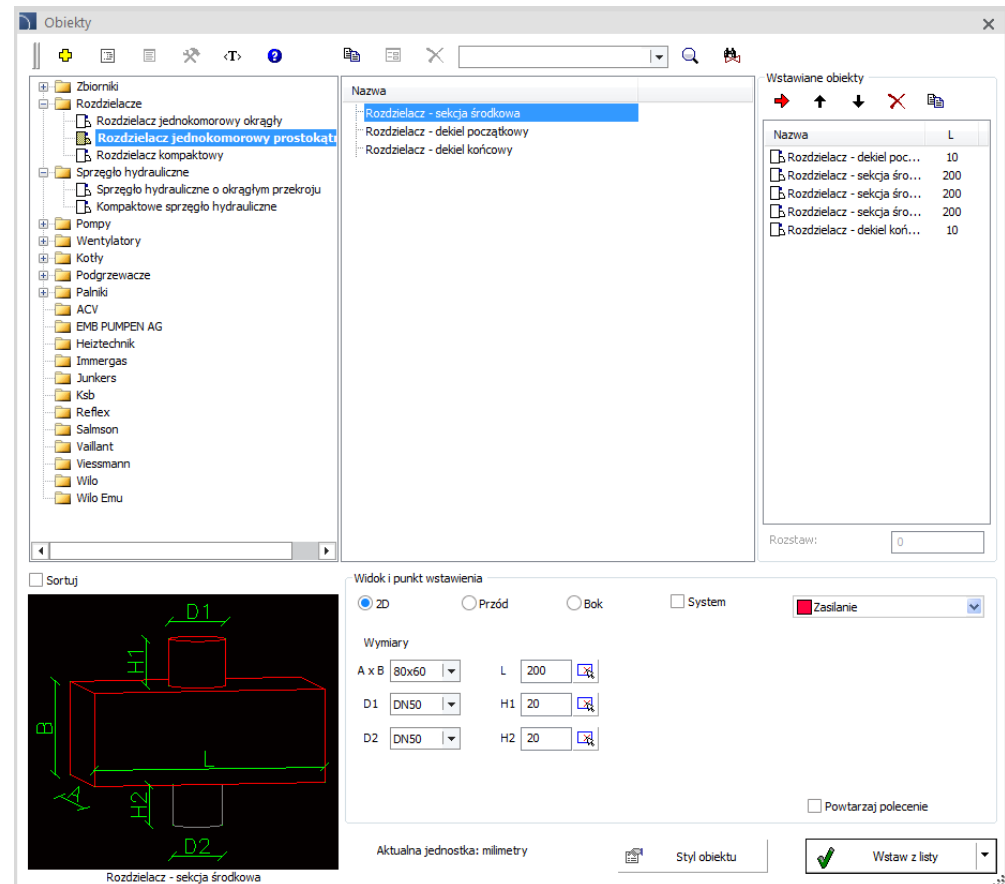 Obiekty
<T>
Zbiorniki
Rozdzielacze
Rozdzielacz jednokomorowy okrągły
Rozdzielacz jednokomorowy prostokąt
Rozdzielacz kompaktowy
Sprzęgło hydrauliczne
Sprzęgło hydrauliczne o okrągłym przekroju
Kompaktowe sprzęgło hydrauliczne
Pompy
Wentylatory
Kotły
Podgrzewacze
Palniki
ACV
EMB PUMPEN AG
Heiztechnik
Immergas
Junkers
Ksb
Reflex
Salmson
Vaillant
Viessmann
Wilo
Wilo Emu
Nazwa
Rozdzielacz - sekcja środkowa
Rozdzielacz - dekiel początkowy
Rozdzielacz - dekiel końcowy
Wstawiane obiekty
Nazwa L
Rozdzielacz - dekiel poc... 10
Rozdzielacz - sekcja śro... 200
Rozdzielacz - sekcja śro... 200
Rozdzielacz - sekcja śro... 200
Rozdzielacz - dekiel koń... 10
Rozstaw: 0
Sortuj
D1
H1
B
L
A
H2
D2
Rozdzielacz - sekcja środkowa
Widok i punkt wstawienia
2D Przód Bok System Zasilanie
Wymiary
A x B 80x60 L 200
D1 DN50 H1 20
D2 DN50 H2 20
Powtarzaj polecenie
Aktualna jednostka: milimetry Styl obiektu Wstaw z listy